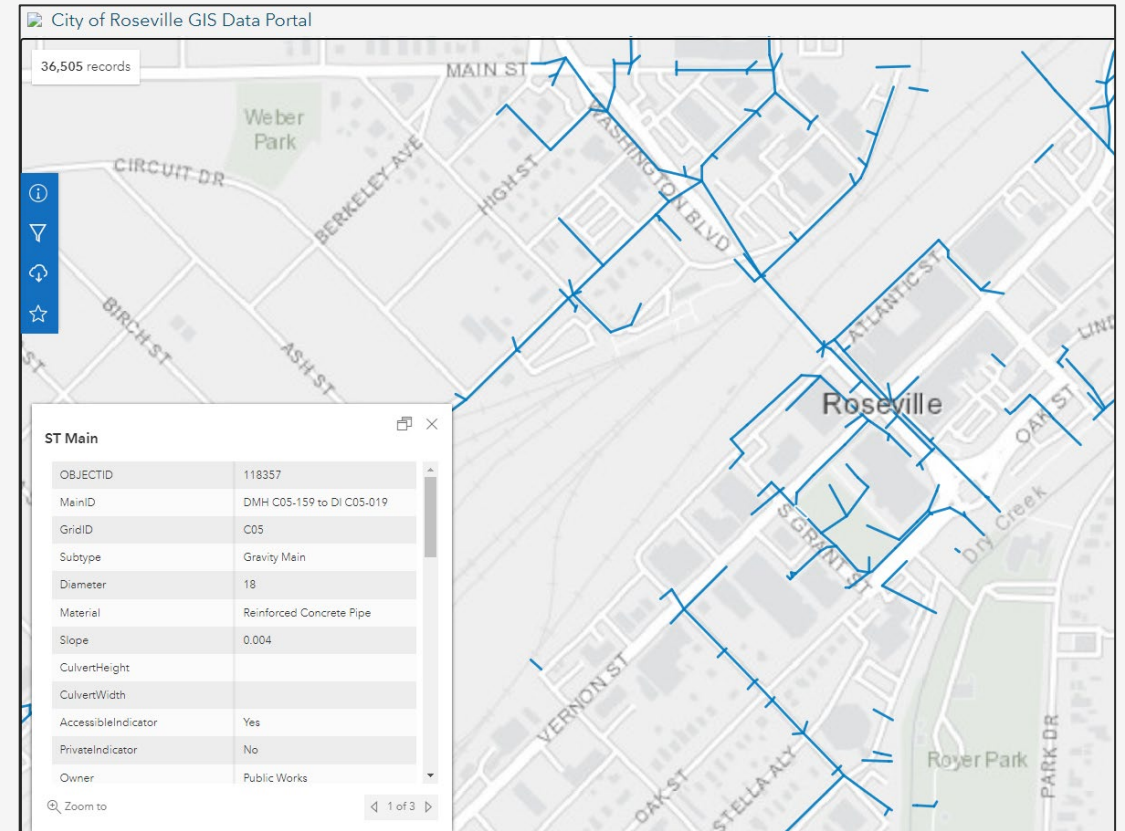 City of Roseville GIS Data Portal
36,505 records
MAIN ST
Weber
Park
CIRCUIT DR
BERKELEY AVE
HIGH ST
WASHINGTON BLVD
BIRCH ST
ASH ST
ST
ATLANTIC ST
LIND
Roseville
OAK ST
Dry Creek
S GRANT ST
VERNON ST
Royer Park
PARK DR
OAK ST
STELLA ALY
ST Main
OBJECTID 118357
MainID DMH C05-159 to DI C05-019
GridID C05
Subtype Gravity Main
Diameter 18
Material Reinforced Concrete Pipe
Slope 0.004
CulvertHeight
CulvertWidth
AccessibleIndicator Yes
PrivateIndicator No
Owner Public Works
Zoom to
1 of 3